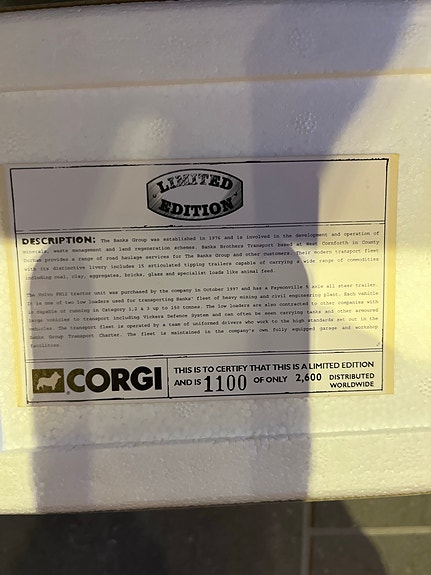 LIMITED
EDITION
DESCRIPTION: The Banks Group was established in 1976 and is involved in the development and operation of
minerals, waste management and land regeneration schemes. Banks Brothers Transport based at West Cornforth in County
Durham provides a range of road haulage services for The Banks Group and other customers. Their modern transport fleet
with its distinctive livery includes 15 articulated tipping trailers capable of carrying a wide range of commodities
including coal, clay, aggregates, bricks, glass and specialist loads like animal feed.
The Volvo FH12 tractor unit was purchased by the company in October 1997 and has a Faymonville 5 axle all steer trailer.
It is one of two low loaders used for transporting Banks' fleet of heavy mining and civil engineering plant. Each vehicle
is capable of running in Category 1,2 & 3 up to 150 tonnes. The low loaders are also contracted to other companies with
large vehicles to transport including Vickers Defence System and can often be seen carrying tanks and other armoured
vehicles. The transport fleet is operated by a team of uniformed drivers who work to the high standards set out in the
Banks Group Transport Charter. The fleet is maintained in the company's own fully equipped garage and workshop
facilities.
CORGI
THIS IS TO CERTIFY THAT THIS IS A LIMITED EDITION
AND IS 1100 OF ONLY 2,600 DISTRIBUTED
WORLDWIDE